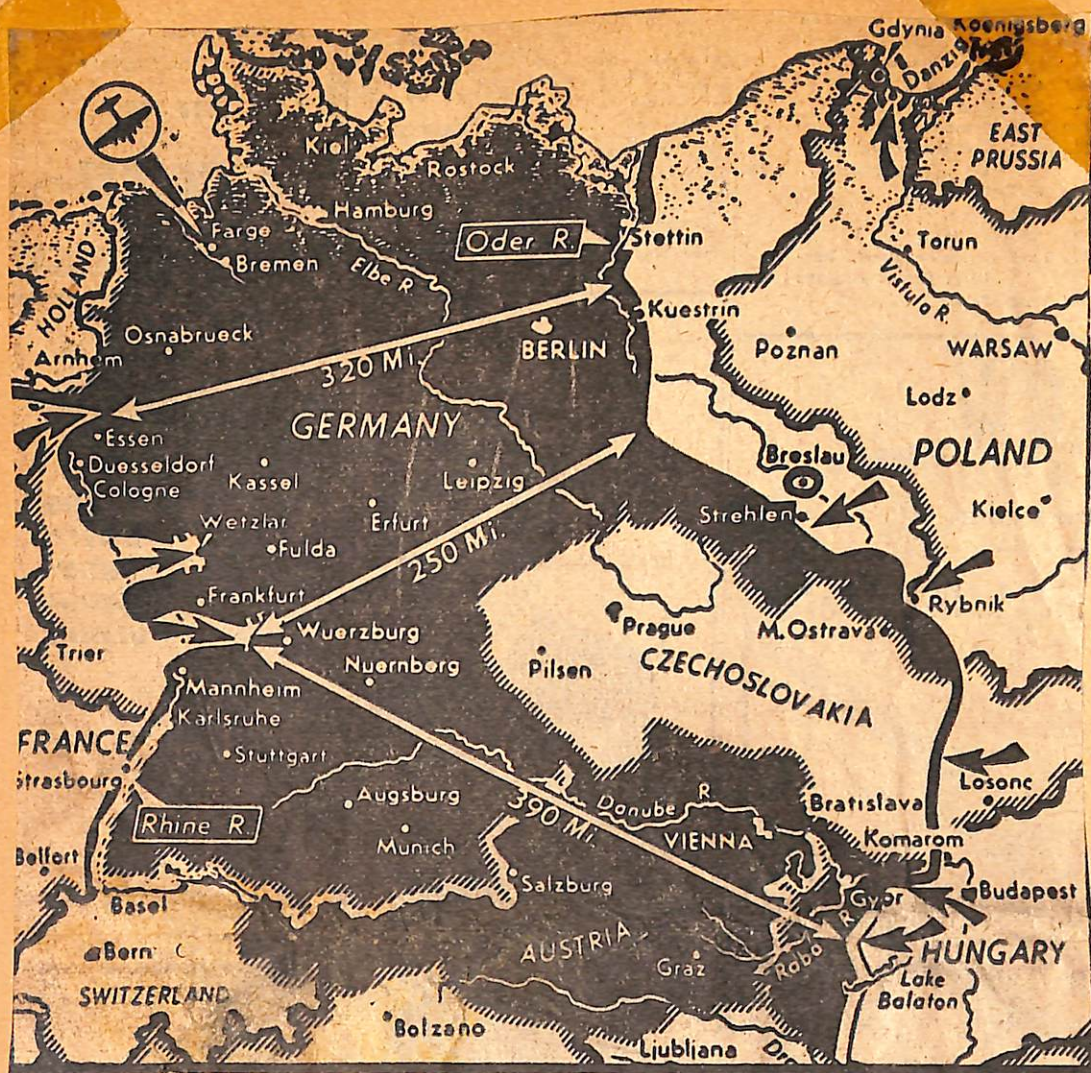 Gdynia Koenigsberg
Danzig
EAST
PRUSSIA
Kiel
Rostock
Hamburg
Farge
Bremen
Elbe R.
Oder R.
Stettin
Torun
Vistula R.
HOLLAND
Osnabrueck
Arnhem
Kuestrin
BERLIN
Poznan
WARSAW
320 Mi.
Lodz
GERMANY
Essen
Duesseldorf
Cologne
Kassel
Leipzig
Breslau
POLAND
Wetzlar
Erfurt
Strehlen
Kielce
Fulda
250 Mi.
Frankfurt
Rybnik
Wuerzburg
Prague
M.Ostrava
Trier
Nuernberg
Pilsen
CZECHOSLOVAKIA
Mannheim
Karlsruhe
FRANCE
Stuttgart
Strasbourg
Losonc
Augsburg
390 Mi.
Danube R
Bratislava
Rhine R.
Munich
VIENNA
Komarom
Belfort
Salzburg
Gyor
Budapest
Basel
Raba R
Bern
AUSTRIA
Graz
HUNGARY
Lake
Balaton
SWITZERLAND
Bolzano
Ljubljana